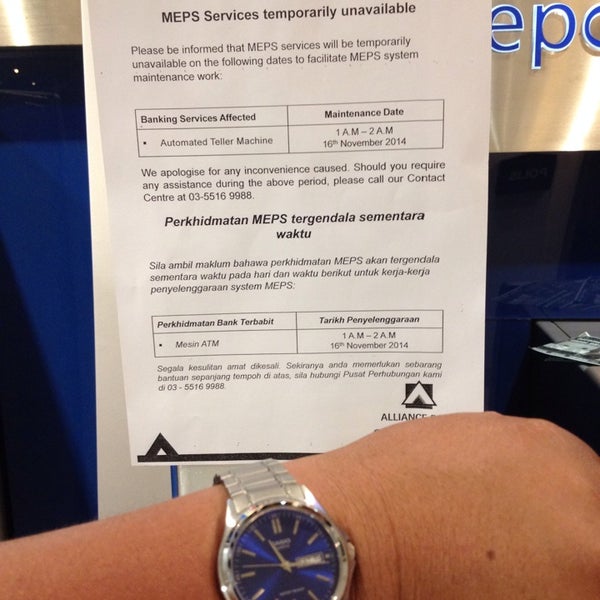 MEPS Services temporarily unavailable
Please be informed that MEPS services will be temporarily
unavailable on the following dates to facilitate MEPS system
maintenance work:
Banking Services Affected Maintenance Date
▪ Automated Teller Machine 1 A.M – 2 A.M
16th November 2014
We apologise for any inconvenience caused. Should you require
any assistance during the above period, please call our Contact
Centre at 03-5516 9988.
Perkhidmatan MEPS tergendala sementara
waktu
Sila ambil maklum bahawa perkhidmatan MEPS akan tergendala
sementara waktu pada hari dan waktu berikut untuk kerja-kerja
penyelenggaraan system MEPS:
Perkhidmatan Bank Terbabit Tarikh Penyelenggaraan
▪ Mesin ATM 1 A.M – 2 A.M
16th November 2014
Segala kesulitan amat dikesali. Sekiranya anda memerlukan sebarang
bantuan sepanjang tempoh di atas, sila hubungi Pusat Perhubungan kami
di 03 - 5516 9988.
ALLIANCE
epo
POLIS
CASIO